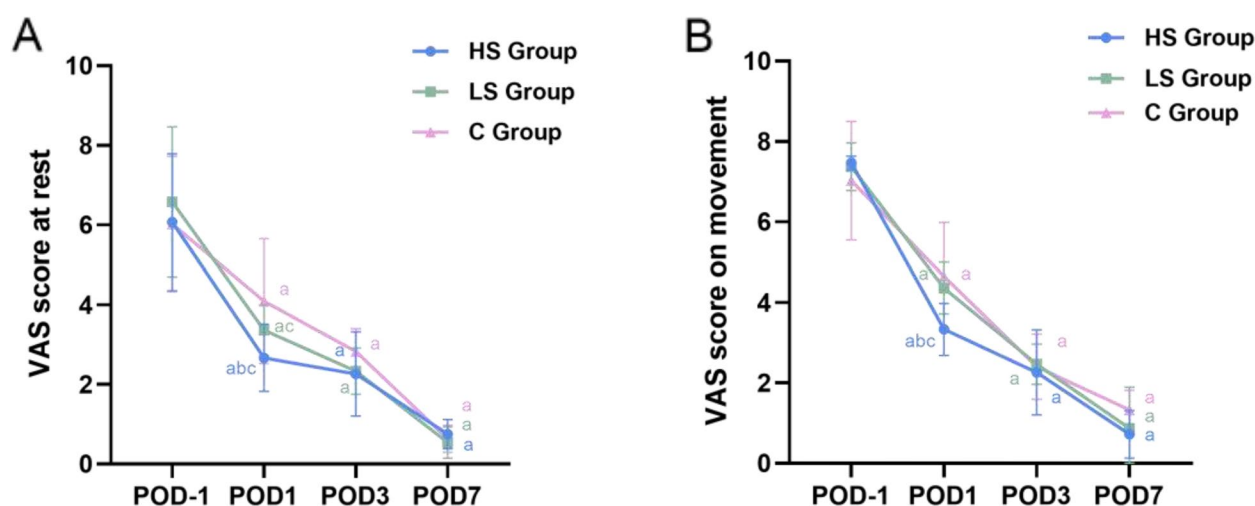 A
HS Group
LS Group
C Group
VAS score at rest
10
8
6
4
2
0
a
ac
abc
a
a
a
a
a
a
POD-1 POD1 POD3 POD7
B
HS Group
LS Group
C Group
VAS score on movement
10
8
6
4
2
0
a
a
abc
a
a
a
a
a
a
POD-1 POD1 POD3 POD7